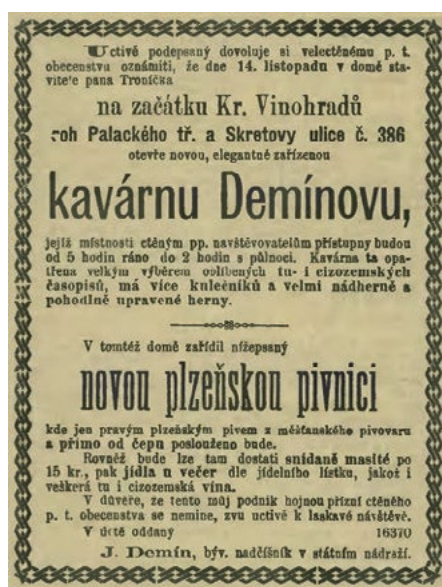 Uctivě podepsaný dovoluje si velectěnému p. t.
obecenstvu oznámiti, že dne 14. listopadu v domě sta-
vite'e pana Troníčka
na začátku Kr. Vinohradů
roh Palackého tř. a Skretovy ulice č. 386
otevře novou, elegantně zařízenou
kavárnu Demínovu,
jejíž místnosti ctěným pp. navštěvovatelům přístupny budou
od 5 hodin ráno do 2 hodin s půlnoci. Kavárna ta opa-
třena velkým výběrem oblíbených tu- i cizozemských
časopisů, má více kulečníků a velmi nádherně a
pohodlně upravené herny.
V tomtéž domě zařídil nížepsaný
novou plzeňskou pivnici
kde jen pravým plzeňským pivem z měšťanského pivovaru
a přímo od čepu poslouženo bude.
Rovněž bude lze tam dostati snídaně masité po
15 kr., pak jídla u večer dle jídelního lístku, jakož i
veškerá tu i cizozemská vína.
V důvěře, že tento můj podnik hojnou přízní ctěného
p. t. obecenstva se nemine, zvu uctivě k laskavé návštěvě.
V úctě oddaný 16370
J. Demín, býv. nadčíšník v státním nádraží.